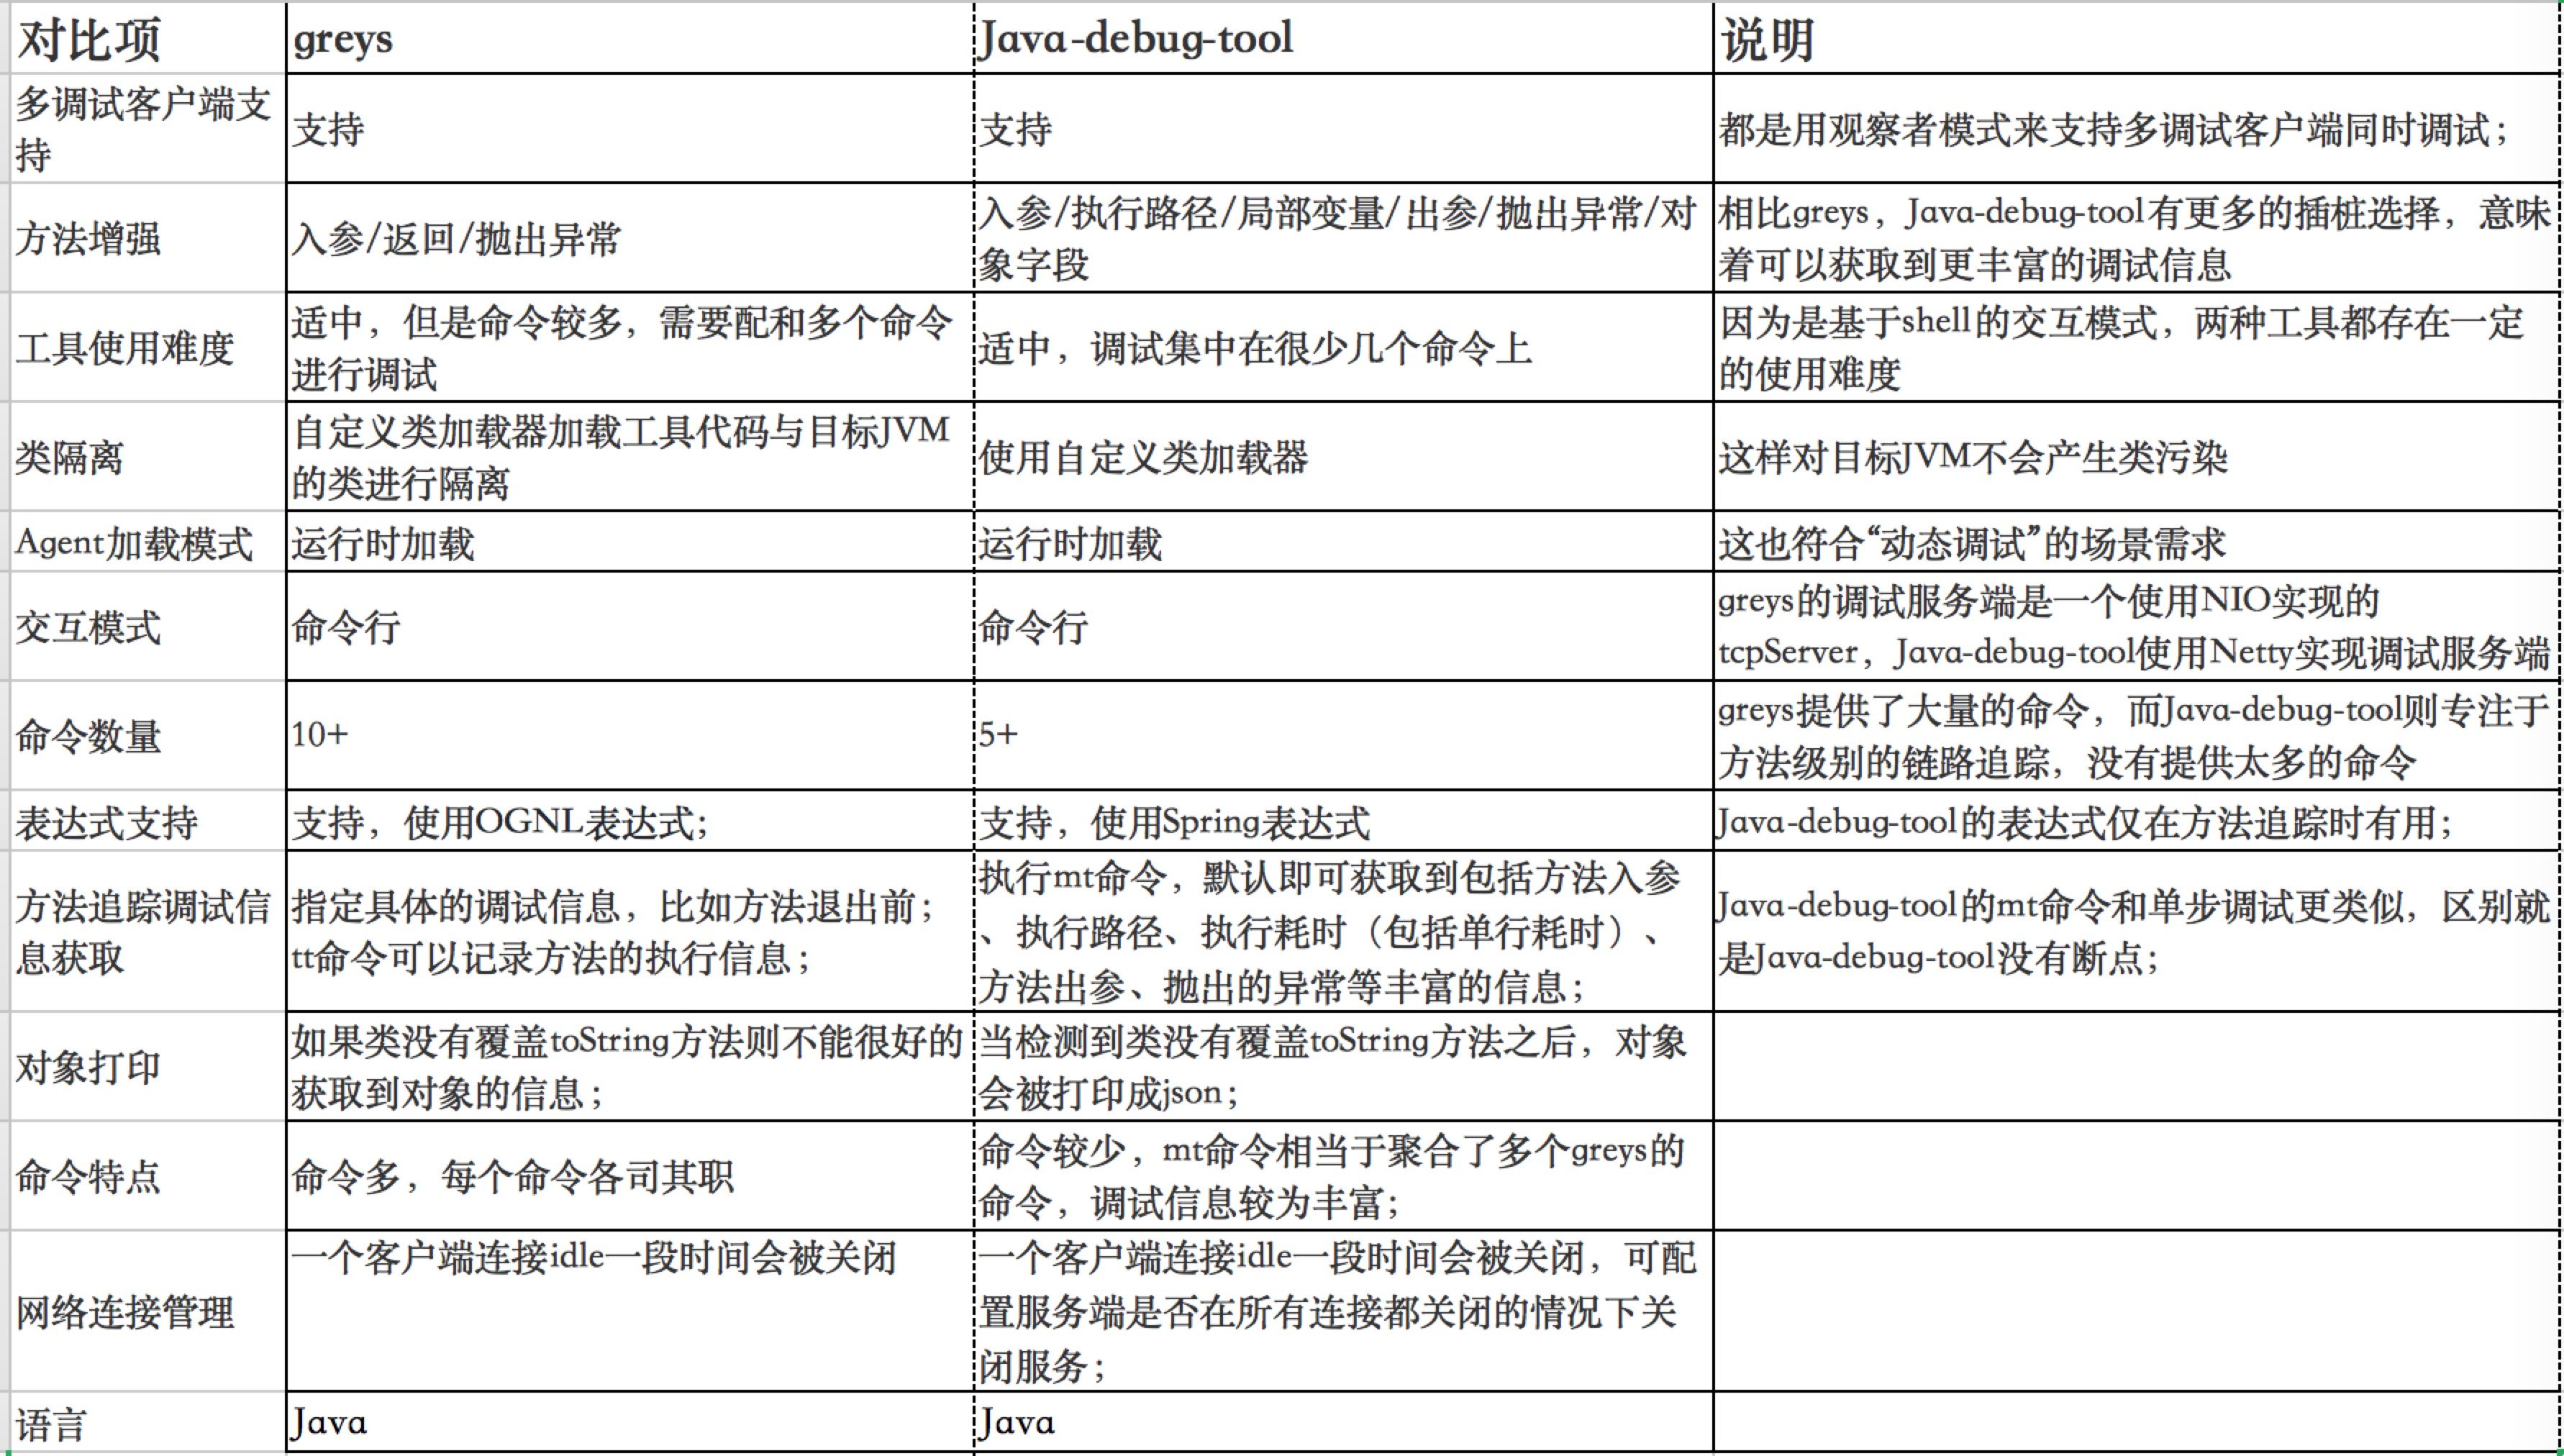 对比项
greys
Java-debug-tool
说明
多调试客户端支
持
支持
支持
都是用观察者模式来支持多调试客户端同时调试；
方法增强
入参/返回/抛出异常
入参/执行路径/局部变量/出参/抛出异常/对
象字段
相比greys，Java-debug-tool有更多的插桩选择，意味
着可以获取到更丰富的调试信息
工具使用难度
适中，但是命令较多，需要配和多个命令
进行调试
适中，调试集中在很少几个命令上
因为是基于shell的交互模式，两种工具都存在一定
的使用难度
类隔离
自定义类加载器加载工具代码与目标JVM
的类进行隔离
使用自定义类加载器
这样对目标JVM不会产生类污染
Agent加载模式
运行时加载
运行时加载
这也符合“动态调试”的场景需求
交互模式
命令行
命令行
greys的调试服务端是一个使用NIO实现的
tcpServer，Java-debug-tool使用Netty实现调试服务端
命令数量
10+
5+
greys提供了大量的命令，而Java-debug-tool则专注于
方法级别的链路追踪，没有提供太多的命令
表达式支持
支持，使用OGNL表达式；
支持，使用Spring表达式
Java-debug-tool的表达式仅在方法追踪时有用；
方法追踪调试信
息获取
指定具体的调试信息，比如方法退出前；
tt命令可以记录方法的执行信息；
执行mt命令，默认即可获取到包括方法入参
、执行路径、执行耗时（包括单行耗时）、
方法出参、抛出的异常等丰富的信息；
Java-debug-tool的mt命令和单步调试更类似，区别就
是Java-debug-tool没有断点；
对象打印
如果类没有覆盖toString方法则不能很好的
获取到对象的信息；
当检测到类没有覆盖toString方法之后，对象
会被打印成json；
命令特点
命令多，每个命令各司其职
命令较少，mt命令相当于聚合了多个greys的
命令，调试信息较为丰富；
网络连接管理
一个客户端连接idle一段时间会被关闭
一个客户端连接idle一段时间会被关闭，可配
置服务端是否在所有连接都关闭的情况下关
闭服务；
语言
Java
Java